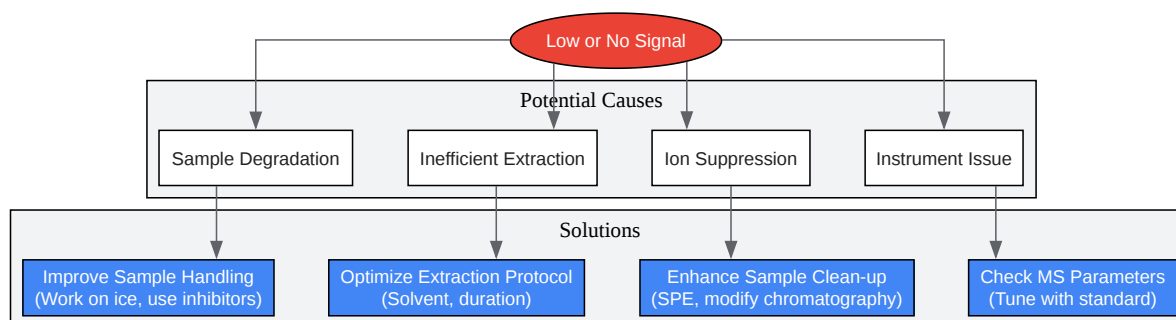 Low or No Signal
Potential Causes
Sample Degradation
Inefficient Extraction
Ion Suppression
Instrument Issue
Solutions
Improve Sample Handling
(Work on ice, use inhibitors)
Optimize Extraction Protocol
(Solvent, duration)
Enhance Sample Clean-up
(SPE, modify chromatography)
Check MS Parameters
(Tune with standard)